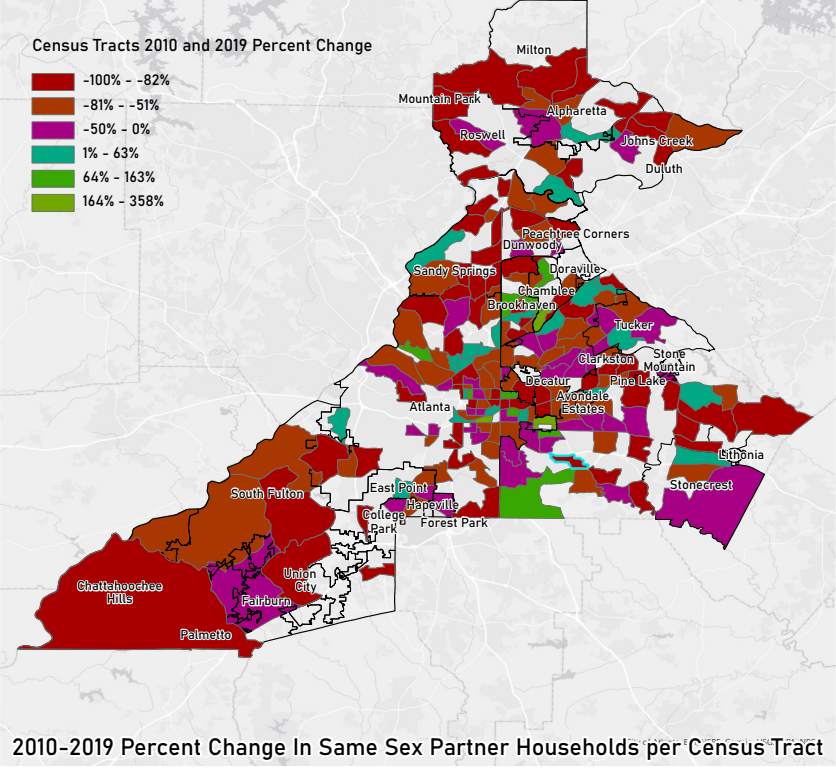 Census Tracts 2010 and 2019 Percent Change
-100% - -82%
-81% - -51%
-50% - 0%
1% - 63%
64% - 163%
164% - 358%
Milton
Mountain Park
Alpharetta
Roswell
Johns Creek
Duluth
Peachtree Corners
Dunwoody
Sandy Springs
Doraville
Chamblee
Brookhaven
Tucker
Clarkston
Stone
Mountain
Decatur
Pine Lake
Avondale
Estates
Atlanta
Lithonia
Stonecrest
East Point
South Fulton
Hapeville
College
Park
Forest Park
Union
City
Chattahoochee
Hills
Fairburn
Palmetto
2010-2019 Percent Change In Same Sex Partner Households per Census Tract